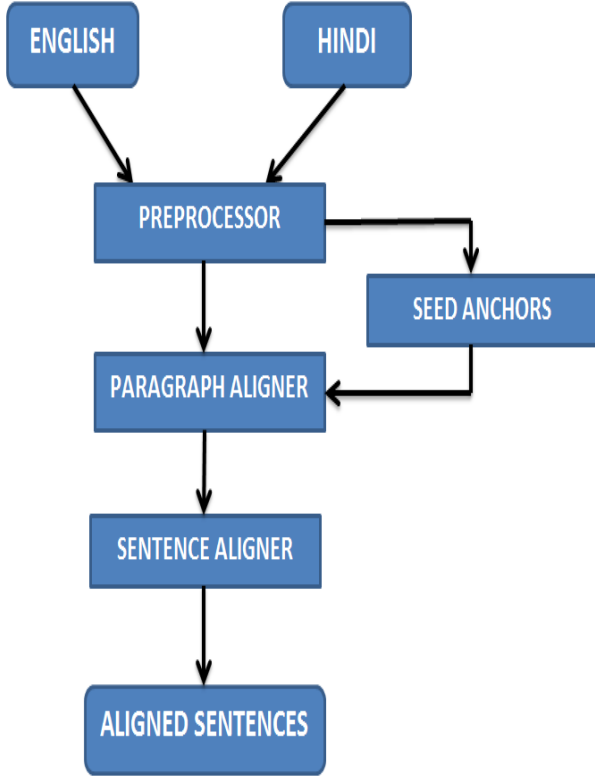 ENGLISH
HINDI
PREPROCESSOR
SEED ANCHORS
PARAGRAPH ALIGNER
SENTENCE ALIGNER
ALIGNED SENTENCES